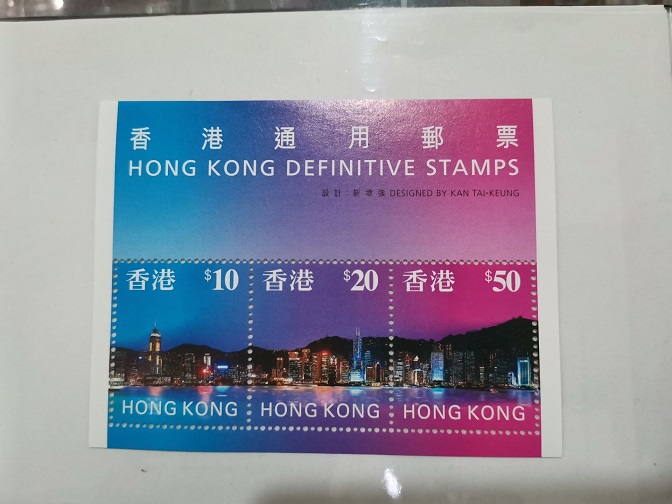 香港通用郵票
HONG KONG DEFINITIVE STAMPS
設計：靳埭強 DESIGNED BY KAN TAI-KEUNG
香港 $10
HONG KONG
香港 $20
HONG KONG
香港 $50
HONG KONG